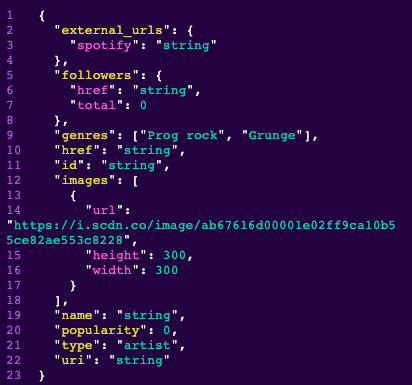 1 {
2 "external_urls": {
3 "spotify": "string"
4 },
5 "followers": {
6 "href": "string",
7 "total": 0
8 },
9 "genres": ["Prog rock", "Grunge"],
10 "href": "string",
11 "id": "string",
12 "images": [
13 {
14 "url":
"https://i.scdn.co/image/ab67616d00001e02ff9ca10b5
5ce82ae553c8228",
15 "height": 300,
16 "width": 300
17 }
18 ],
19 "name": "string",
20 "popularity": 0,
21 "type": "artist",
22 "uri": "string"
23 }